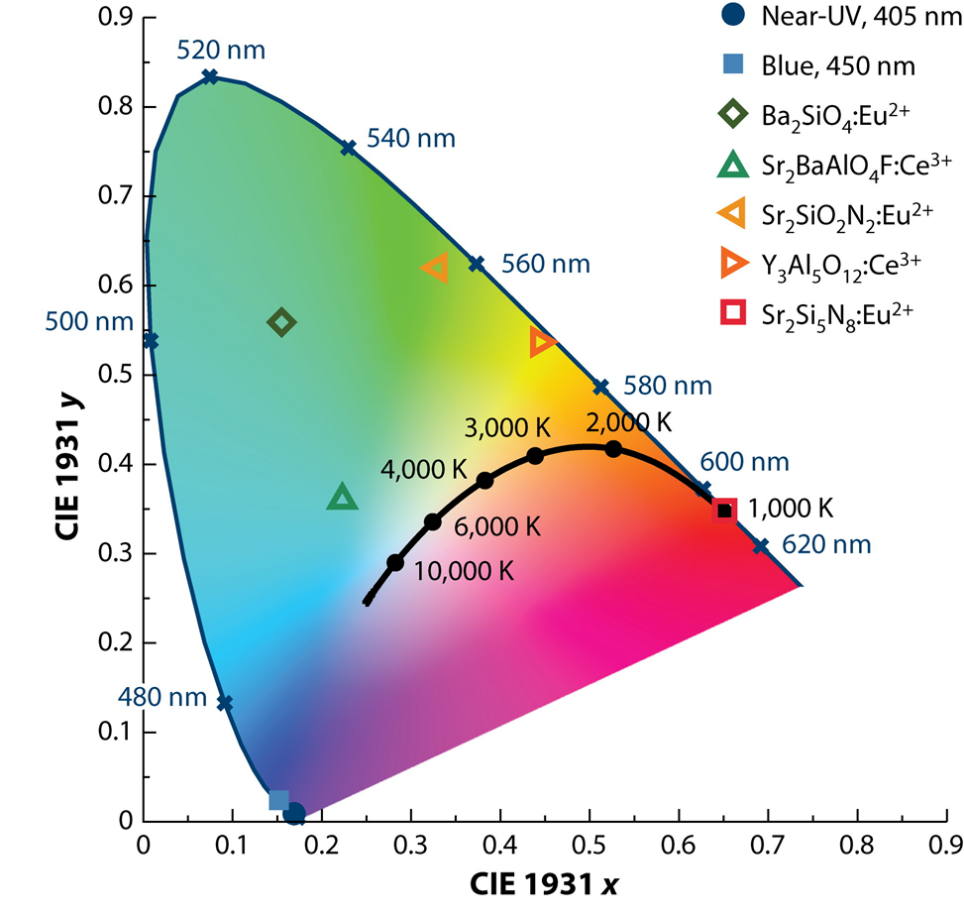 0.9
0.8
0.7
0.6
0.5
0.4
0.3
0.2
0.1
0
CIE 1931 y
0
0.1
0.2
0.3
0.4
0.5
0.6
0.7
0.8
0.9
CIE 1931 x
520 nm
540 nm
560 nm
500 nm
580 nm
600 nm
620 nm
480 nm
2,000 K
3,000 K
4,000 K
1,000 K
6,000 K
10,000 K
Near-UV, 405 nm
Blue, 450 nm
Ba₂SiO₄:Eu²⁺
Sr₂BaAlO₄F:Ce³⁺
Sr₂SiO₂N₂:Eu²⁺
Y₃Al₅O₁₂:Ce³⁺
Sr₂Si₅N₈:Eu²⁺